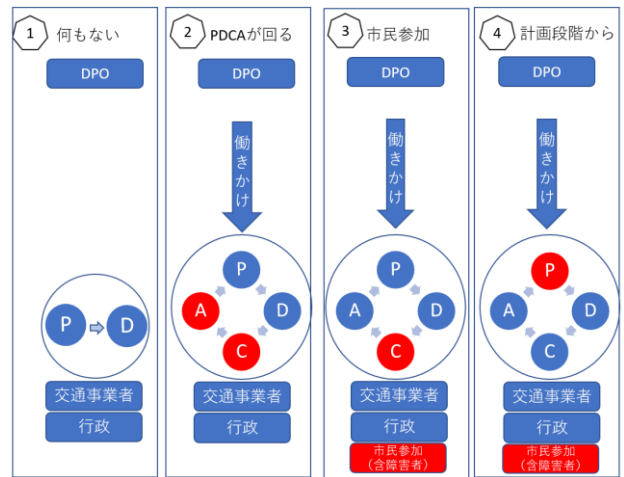 1 何もない
DPO
P D
交通事業者
行政
2 PDCAが回る
DPO
働きかけ
P
A D
C
交通事業者
行政
3 市民参加
DPO
働きかけ
P
A D
C
交通事業者
行政
市民参加
(含障害者)
4 計画段階から
DPO
働きかけ
P
A D
C
交通事業者
行政
市民参加
(含障害者)